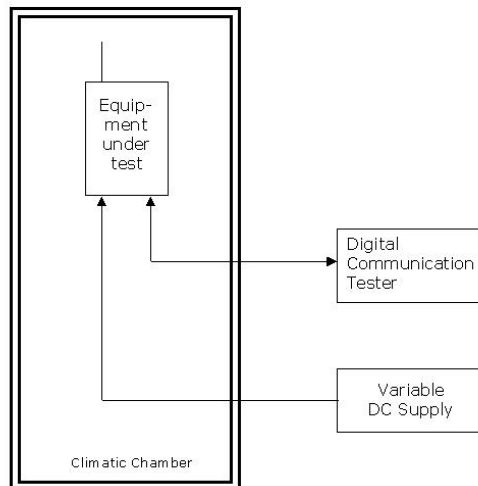 Equip-
ment
under
test
Digital
Communication
Tester
Variable
DC Supply
Climatic Chamber